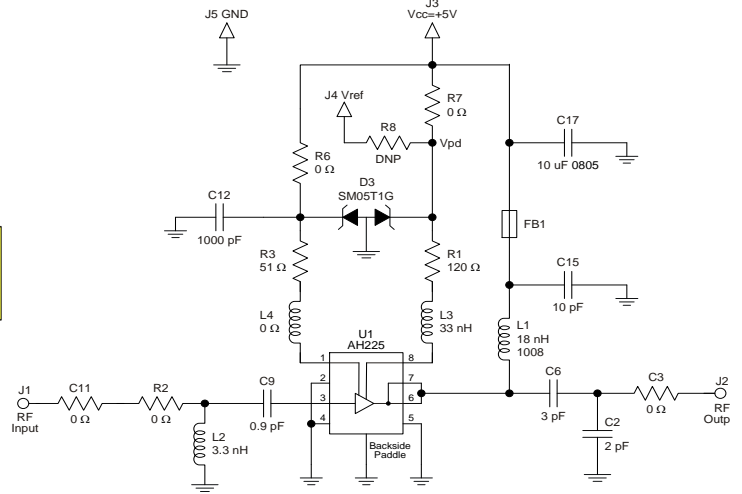 J5 GND
J3
Vcc=+5V
R7
0 Ω
J4 Vref
R8
DNP
Vpd
C17
10 uF 0805
R6
0 Ω
D3
SM05T1G
C12
1000 pF
FB1
R3
51 Ω
R1
120 Ω
C15
10 pF
L4
0 Ω
L3
33 nH
L1
18 nH
1008
U1
AH225
1
8
2
7
3
6
4
5
J1
RF
Input
C11
0 Ω
R2
0 Ω
C9
0.9 pF
L2
3.3 nH
Backside
Paddle
C6
3 pF
C3
0 Ω
J2
RF
Outp
C2
2 pF